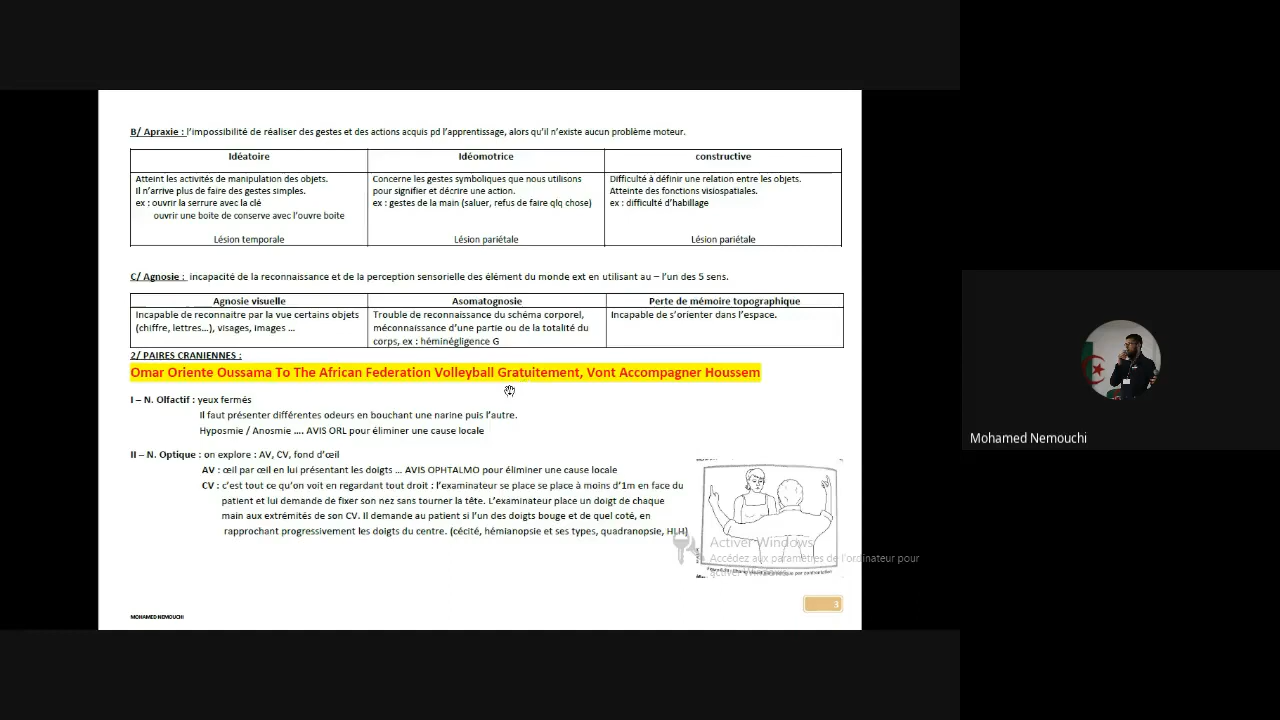 B/ Apraxie : l'impossibilité de réaliser des gestes et des actions acquis pd l'apprentissage, alors qu'il n'existe aucun problème moteur.
Idéatoire
Idéomotrice
constructive
Atteint les activités de manipulation des objets.
Il n'arrive plus de faire des gestes simples.
ex : ouvrir la serrure avec la clé
ouvrir une boite de conserve avec l'ouvre boite
Lésion temporale
Concerne les gestes symboliques que nous utilisons
pour signifier et décrire une action.
ex : gestes de la main (saluer, refus de faire qlq chose)
Lésion pariétale
Difficulté à définir une relation entre les objets.
Atteinte des fonctions visiospatiales.
ex : difficulté d'habillage
Lésion pariétale
C/ Agnosie : incapacité de la reconnaissance et de la perception sensorielle des élément du monde ext en utilisant au – l'un des 5 sens.
Agnosie visuelle
Asomatognosie
Perte de mémoire topographique
Incapable de reconnaitre par la vue certains objets
(chiffre, lettres…), visages, images …
Trouble de reconnaissance du schéma corporel,
méconnaissance d'une partie ou de la totalité du
corps, ex : héminégligence G
Incapable de s'orienter dans l'espace.
2/ PAIRES CRANIENNES :
Omar Oriente Oussama To The African Federation Volleyball Gratuitement, Vont Accompagner Houssem
I – N. Olfactif : yeux fermés
Il faut présenter différentes odeurs en bouchant une narine puis l'autre.
Hyposmie / Anosmie …. AVIS ORL pour éliminer une cause locale
II – N. Optique : on explore : AV, CV, fond d'œil
AV : œil par œil en lui présentant les doigts … AVIS OPHTALMO pour éliminer une cause locale
CV : c'est tout ce qu'on voit en regardant tout droit : l'examinateur se place se place à moins d'1m en face du
patient et lui demande de fixer son nez sans tourner la tête. L'examinateur place un doigt de chaque
main aux extrémités de son CV. Il demande au patient si l'un des doigts bouge et de quel coté, en
rapprochant progressivement les doigts du centre. (cécité, hémianopsie et ses types, quadranopsie, HLH)
Activer Windows
Accédez aux paramètres de l'ordinateur pour
activer Windows.
3
MOHAMED NEMOUCHI
Mohamed Nemouchi